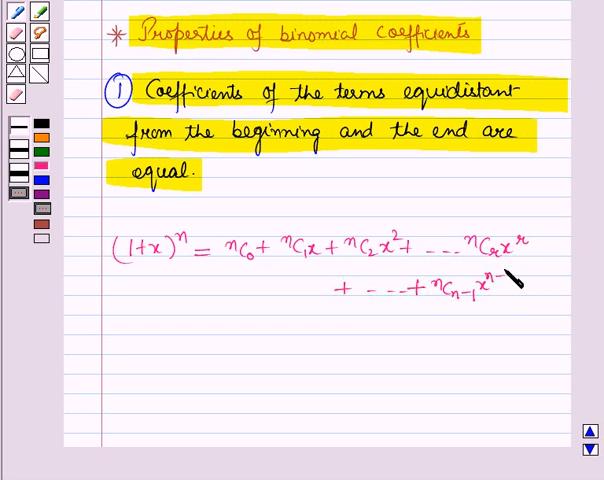 * Properties of binomial coefficients
① Coefficients of the terms equidistant
from the beginning and the end are
equal.
(1+x)ⁿ = ⁿC₀ + ⁿC₁x + ⁿC₂x² + ... ⁿCᵣxʳ
+ ... + ⁿCₙ₋₁xⁿ⁻